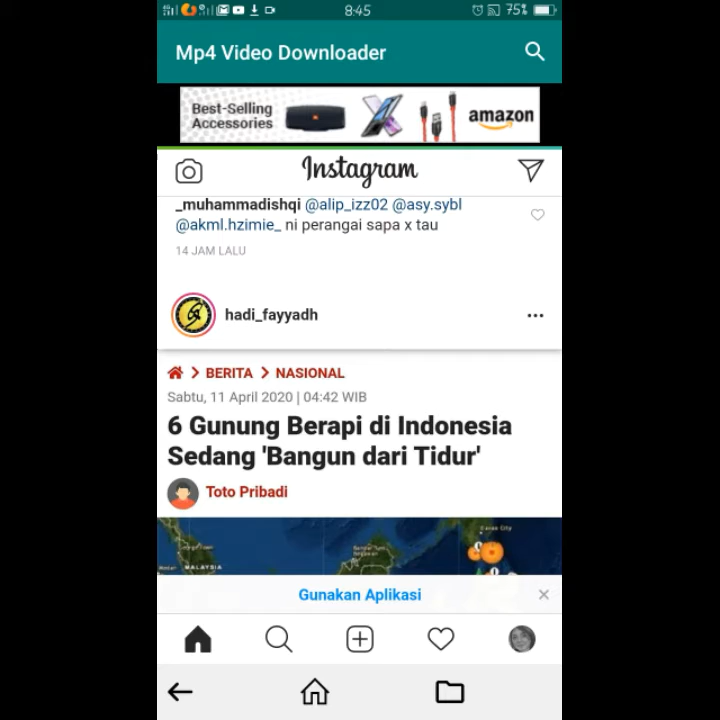 8:45
75%
Mp4 Video Downloader
Best-Selling
Accessories
amazon
Instagram
_muhammadishqi @alip_izz02 @asy.sybl
@akml.hzimie_ ni perangai sapa x tau
14 JAM LALU
hadi_fayyadh
BERITA > NASIONAL
Sabtu, 11 April 2020 | 04:42 WIB
6 Gunung Berapi di Indonesia
Sedang 'Bangun dari Tidur'
Toto Pribadi
MALAYSIA
Gunakan Aplikasi